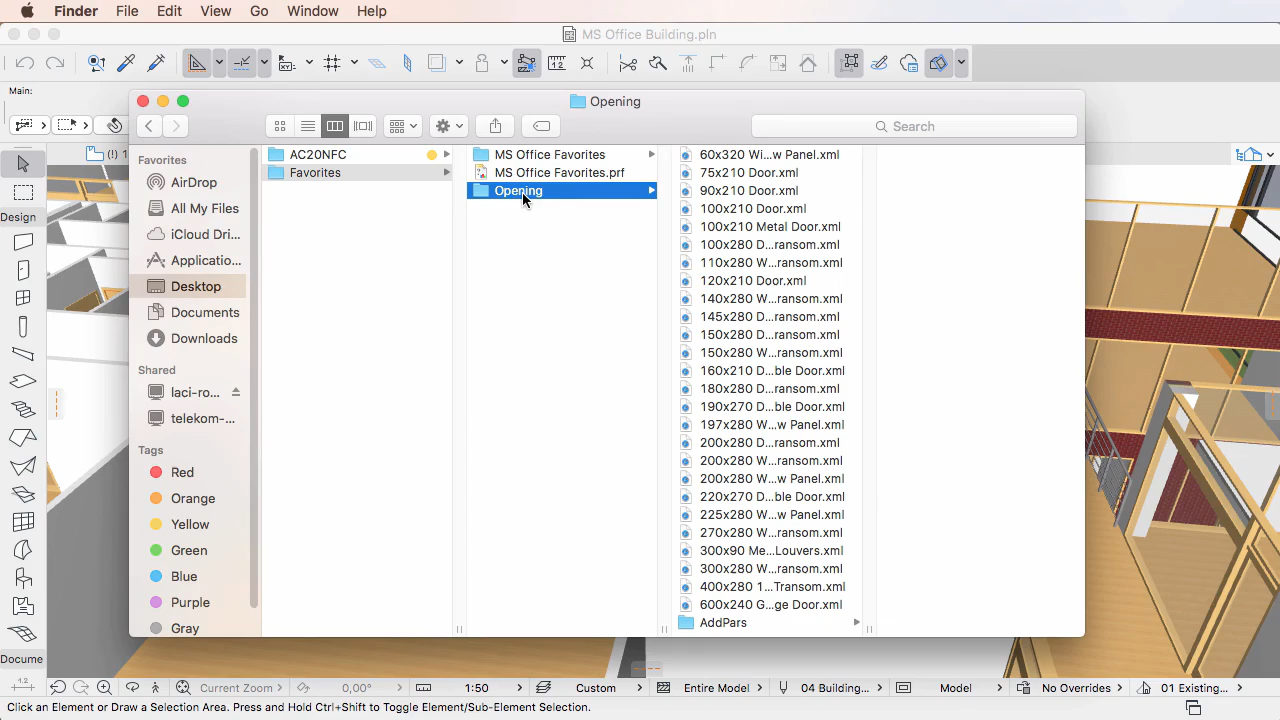 Finder File Edit View Go Window Help
MS Office Building.pln
Main:
Opening
Search
(!) 1
Design
Favorites
AirDrop
All My Files
iCloud Dri...
Applicatio...
Desktop
Documents
Downloads
Shared
laci-ro...
telekom-...
Tags
Red
Orange
Yellow
Green
Blue
Purple
Gray
AC20NFC
Favorites
MS Office Favorites
MS Office Favorites.prf
Opening
60x320 Wi...w Panel.xml
75x210 Door.xml
90x210 Door.xml
100x210 Door.xml
100x210 Metal Door.xml
100x280 D...ransom.xml
110x280 W...ransom.xml
120x210 Door.xml
140x280 W...ransom.xml
145x280 D...ransom.xml
150x280 D...ransom.xml
150x280 W...ransom.xml
160x210 D...ble Door.xml
180x280 D...ransom.xml
190x270 D...ble Door.xml
197x280 W...w Panel.xml
200x280 D...ransom.xml
200x280 W...ransom.xml
200x280 W...w Panel.xml
220x270 D...ble Door.xml
225x280 W...w Panel.xml
270x280 W...ransom.xml
300x90 Me...Louvers.xml
300x280 W...ransom.xml
400x280 1...Transom.xml
600x240 G...ge Door.xml
AddPars
Docume
1.2
Current Zoom
0,00°
1:50
Custom
Entire Model
04 Building...
Model
No Overrides
01 Existing...
Click an Element or Draw a Selection Area. Press and Hold Ctrl+Shift to Toggle Element/Sub-Element Selection.